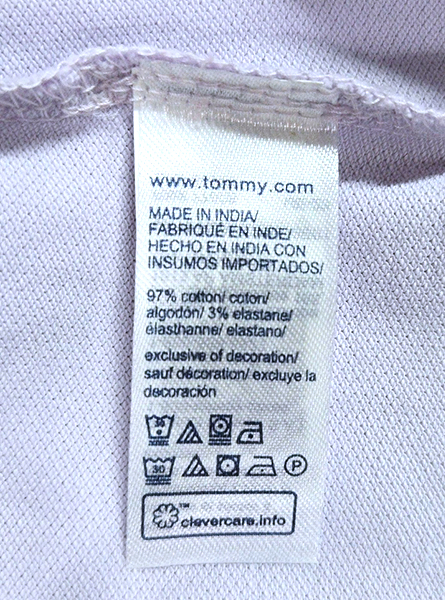 www.tommy.com
MADE IN INDIA/
FABRIQUÉ EN INDE/
HECHO EN INDIA CON
INSUMOS IMPORTADOS/
97% cotton/ coton/
algodón/ 3% elastane/
élasthanne/ elastano/
exclusive of decoration/
sauf décoration/ excluye la
decoración
30
30 P
™
clevercare.info